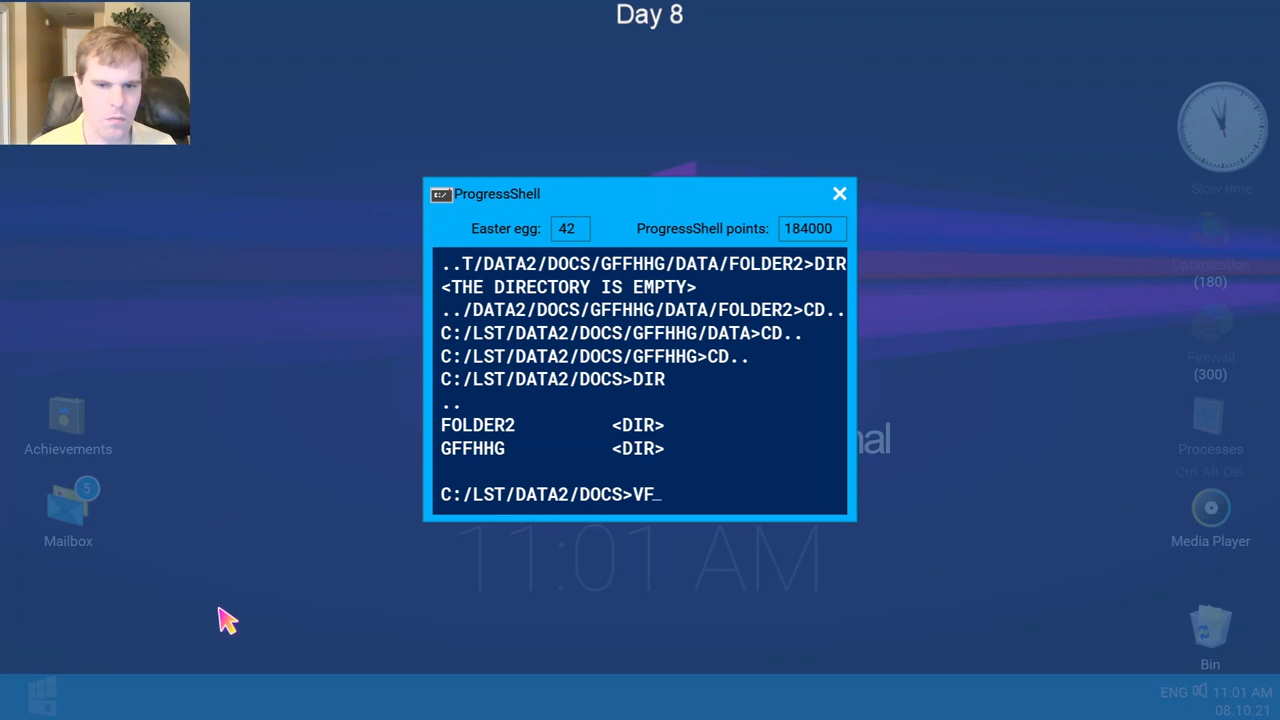 Day 8
ProgressShell
Easter egg: 42 ProgressShell points: 184000
..T/DATA2/DOCS/GFFHHG/DATA/FOLDER2>DIR
<THE DIRECTORY IS EMPTY>
../DATA2/DOCS/GFFHHG/DATA/FOLDER2>CD..
C:/LST/DATA2/DOCS/GFFHHG/DATA>CD..
C:/LST/DATA2/DOCS/GFFHHG>CD..
C:/LST/DATA2/DOCS>DIR
..
FOLDER2 <DIR>
GFFHHG <DIR>
C:/LST/DATA2/DOCS>VF_
Achievements
5
Mailbox
nal
11:01 AM
Slow time
Optimization
(180)
Firewall
(300)
Processes
Ctrl Alt Del
Media Player
Bin
ENG 11:01 AM
08.10.21